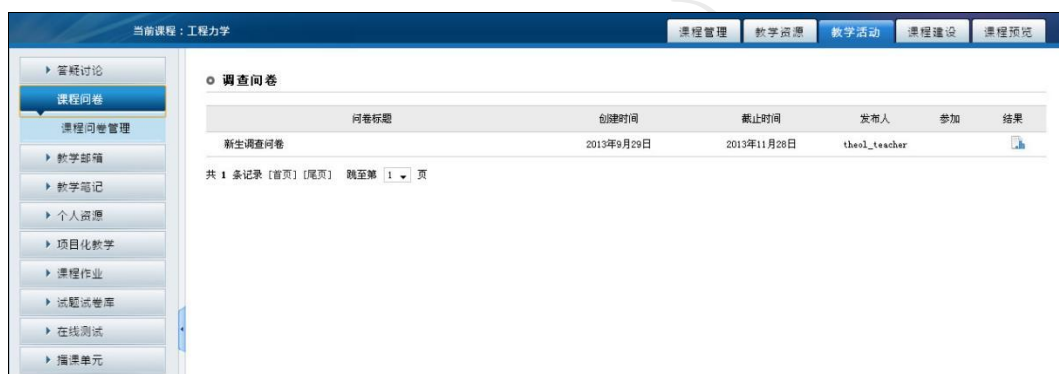 当前课程：工程力学
课程管理 教学资源 教学活动 课程建设 课程预览
答疑讨论
课程问卷
课程问卷管理
教学邮箱
教学笔记
个人资源
项目化教学
课程作业
试题试卷库
在线测试
播课单元
调查问卷
问卷标题 创建时间 截止时间 发布人 参加 结果
新生调查问卷 2013年9月29日 2013年11月28日 theol_teacher
共 1 条记录 [首页] [尾页] 跳至第 1 页